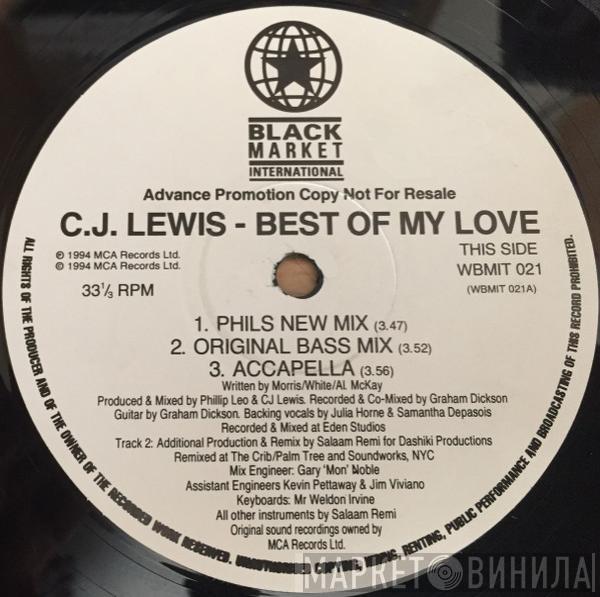 BLACK
MARKET
INTERNATIONAL
Advance Promotion Copy Not For Resale
C.J. LEWIS - BEST OF MY LOVE
℗ 1994 MCA Records Ltd.
© 1994 MCA Records Ltd.
THIS SIDE
WBMIT 021
(WBMIT 021A)
33⅓ RPM
1. PHILS NEW MIX (3.47)
2. ORIGINAL BASS MIX (3.52)
3. ACCAPELLA (3.56)
Written by Morris/White/Al. McKay
Produced & Mixed by Phillip Leo & CJ Lewis. Recorded & Co-Mixed by Graham Dickson
Guitar by Graham Dickson. Backing vocals by Julia Horne & Samantha Depasois
Recorded & Mixed at Eden Studios
Track 2: Additional Production & Remix by Salaam Remi for Dashiki Productions
Remixed at The Crib/Palm Tree and Soundworks, NYC
Mix Engineer: Gary 'Mon' Noble
Assistant Engineers Kevin Pettaway & Jim Viviano
Keyboards: Mr Weldon Irvine
All other instruments by Salaam Remi
Original sound recordings owned by
MCA Records Ltd.
ALL RIGHTS OF THE PRODUCER AND OF THE OWNER OF THE RECORDED WORK RESERVED. UNAUTHORISED COPYING, RENTING, PUBLIC PERFORMANCE AND BROADCASTING OF THIS RECORD PROHIBITED.
МАРКЕТ ВИНИЛА